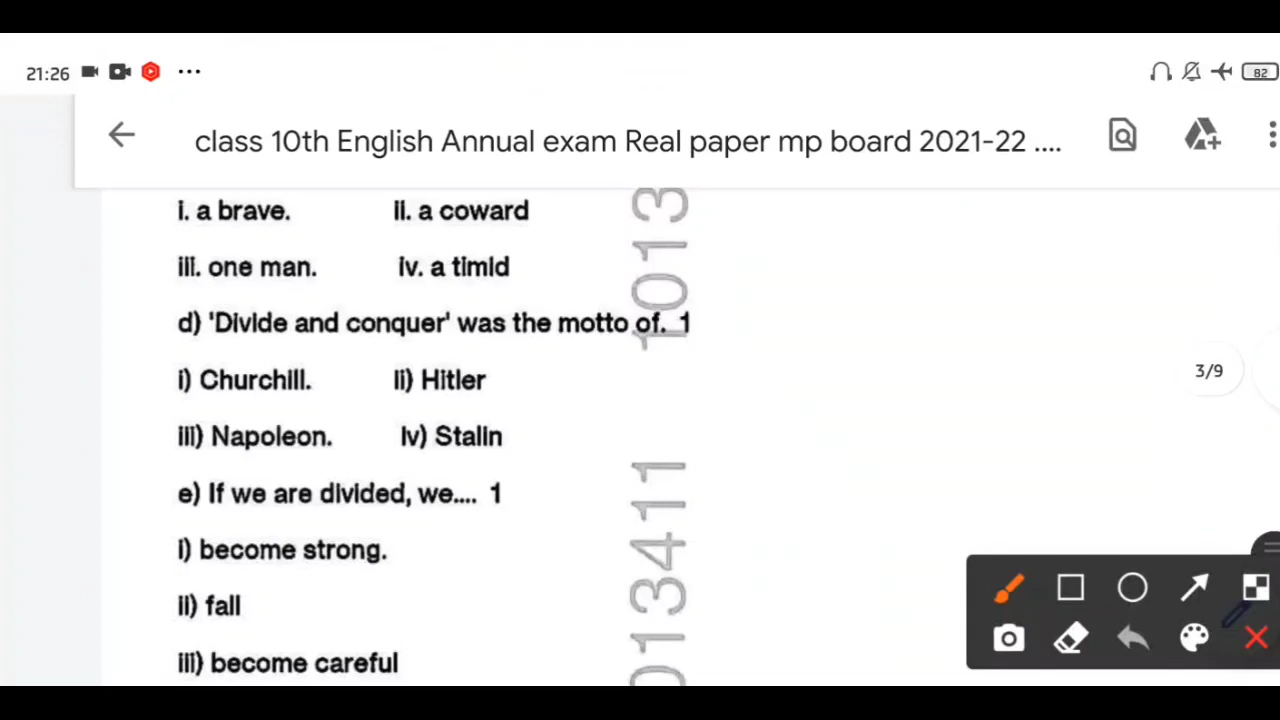 21:26 ... 82
class 10th English Annual exam Real paper mp board 2021-22 ....
i. a brave. ii. a coward
iii. one man. iv. a timid
d) 'Divide and conquer' was the motto of. 1
i) Churchill. ii) Hitler
iii) Napoleon. iv) Stalin
3/9
e) If we are divided, we.... 1
i) become strong.
ii) fall
iii) become careful
1013
013411